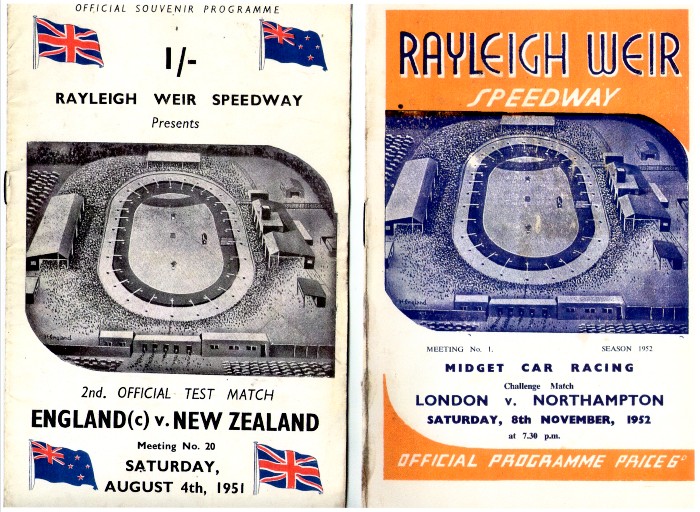 OFFICIAL SOUVENIR PROGRAMME
1/-
RAYLEIGH WEIR SPEEDWAY
Presents
2nd. OFFICIAL TEST MATCH
ENGLAND(c) v. NEW ZEALAND
Meeting No. 20
SATURDAY,
AUGUST 4th, 1951
RAYLEIGH WEIR
SPEEDWAY
MEETING No. 1. SEASON 1952
MIDGET CAR RACING
Challenge Match
LONDON v. NORTHAMPTON
SATURDAY, 8th NOVEMBER, 1952
at 7.30 p.m.
OFFICIAL PROGRAMME PRICE 6ᴰ